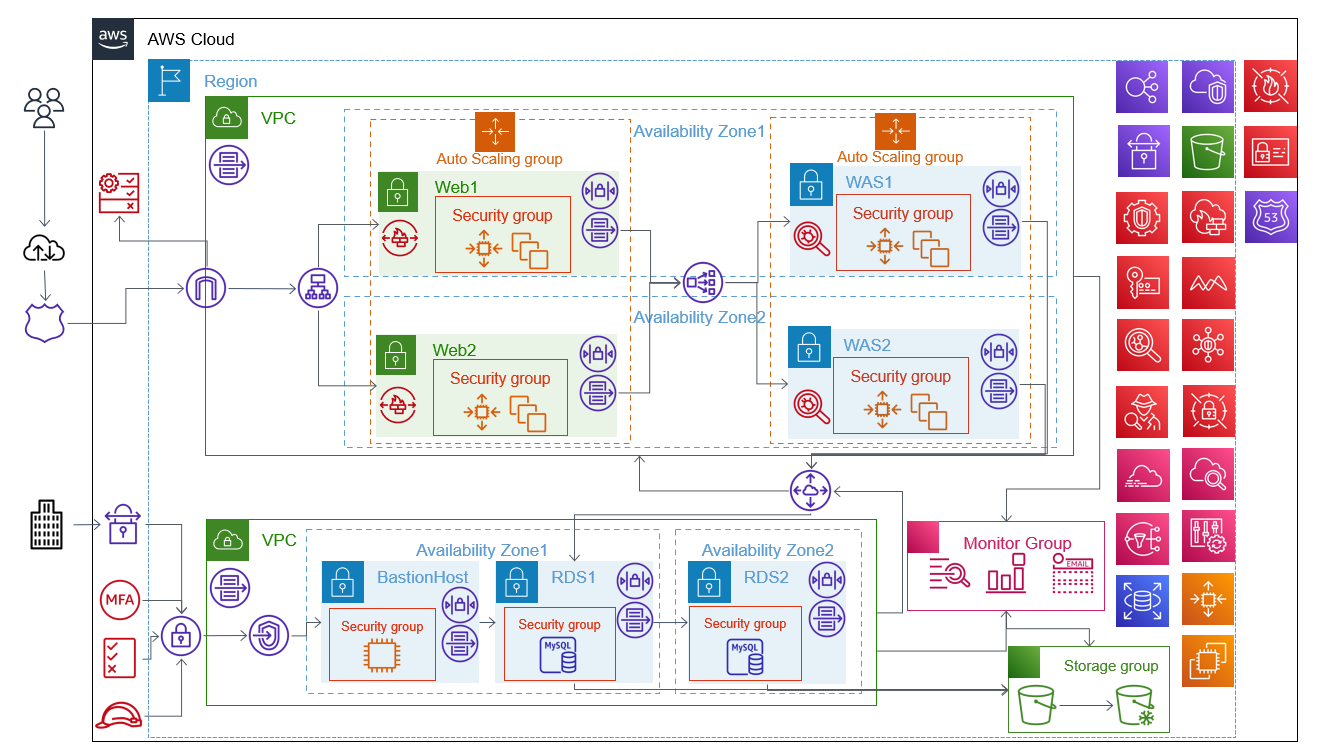 aws
AWS Cloud
Region
VPC
Availability Zone1
Auto Scaling group
Auto Scaling group
Web1
WAS1
Security group
Security group
53
Availability Zone2
Web2
WAS2
Security group
Security group
VPC
Availability Zone1
Availability Zone2
Monitor Group
EMAIL
BastionHost
RDS1
RDS2
MFA
Security group
Security group
Security group
MySQL
MySQL
Storage group